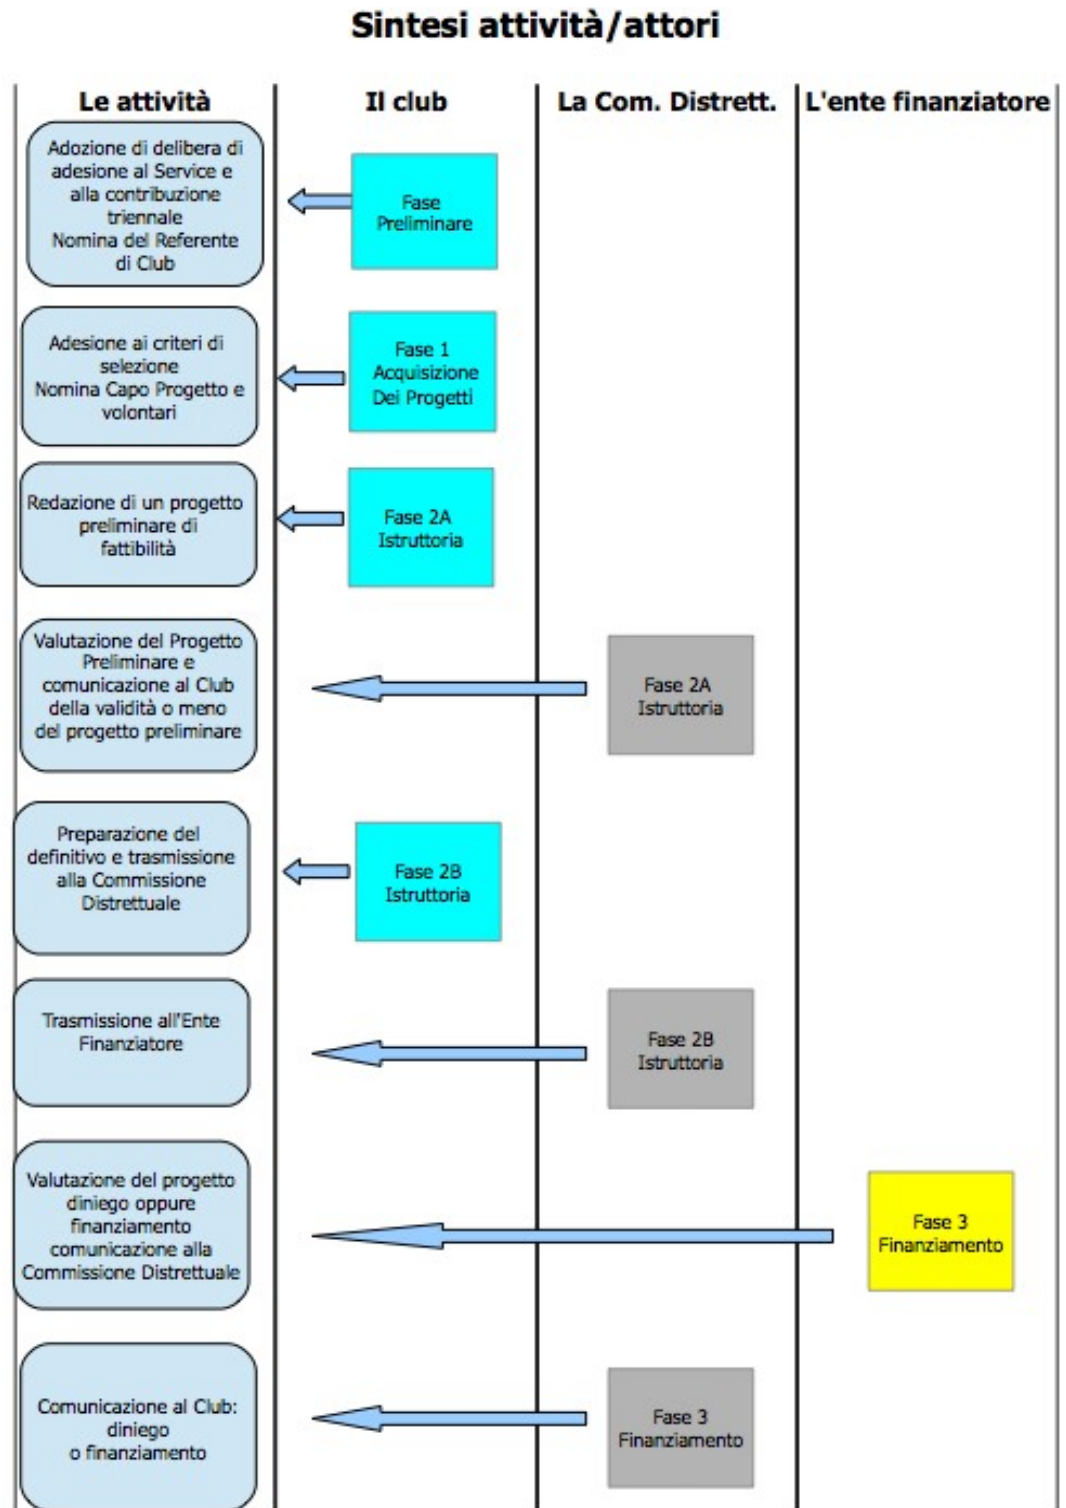 Sintesi attività/attori
Le attività
Il club
La Com. Distrett.
L'ente finanziatore
Adozione di delibera di
adesione al Service e
alla contribuzione
triennale
Nomina del Referente
di Club
Fase
Preliminare
Adesione ai criteri di
selezione
Nomina Capo Progetto e
volontari
Fase 1
Acquisizione
Dei Progetti
Redazione di un progetto
preliminare di
fattibilità
Fase 2A
Istruttoria
Valutazione del Progetto
Preliminare e
comunicazione al Club
della validità o meno
del progetto preliminare
Fase 2A
Istruttoria
Preparazione del
definitivo e trasmissione
alla Commissione
Distrettuale
Fase 2B
Istruttoria
Trasmissione all'Ente
Finanziatore
Fase 2B
Istruttoria
Valutazione del progetto
diniego oppure
finanziamento
comunicazione alla
Commissione Distrettuale
Fase 3
Finanziamento
Comunicazione al Club:
diniego
o finanziamento
Fase 3
Finanziamento